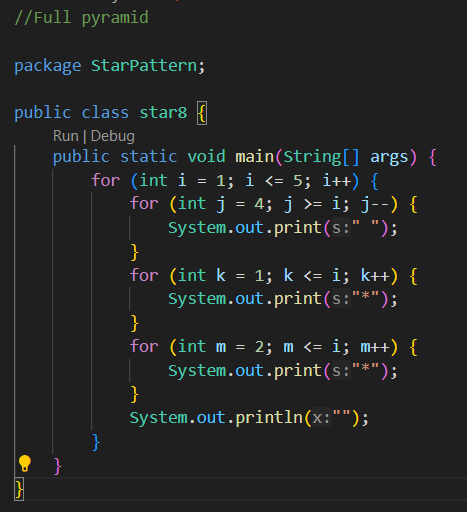 //Full pyramid
package StarPattern;
public class star8 {
Run | Debug
public static void main(String[] args) {
for (int i = 1; i <= 5; i++) {
for (int j = 4; j >= i; j--) {
System.out.print(s:" ");
}
for (int k = 1; k <= i; k++) {
System.out.print(s:"*");
}
for (int m = 2; m <= i; m++) {
System.out.print(s:"*");
}
System.out.println(x:"");
}
}
}